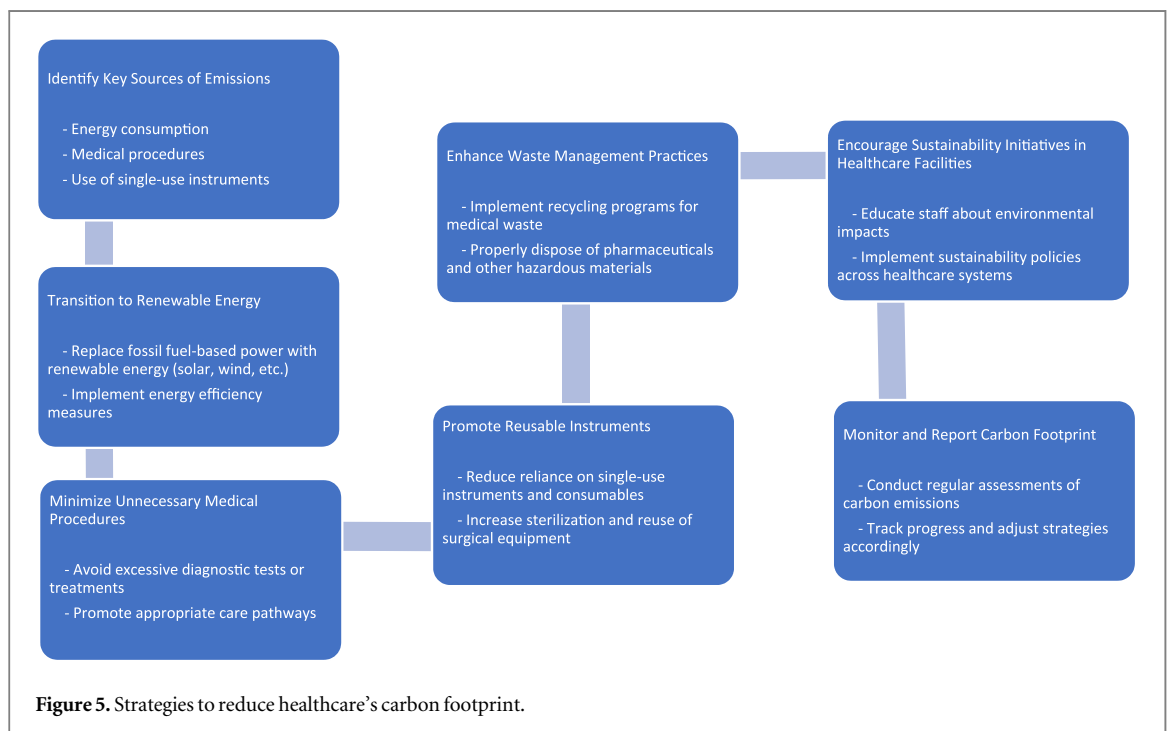 Identify Key Sources of Emissions
- Energy consumption
- Medical procedures
- Use of single-use instruments
Transition to Renewable Energy
- Replace fossil fuel-based power with
renewable energy (solar, wind, etc.)
- Implement energy efficiency
measures
Minimize Unnecessary Medical
Procedures
- Avoid excessive diagnostic tests or
treatments
- Promote appropriate care pathways
Promote Reusable Instruments
- Reduce reliance on single-use
instruments and consumables
- Increase sterilization and reuse of
surgical equipment
Enhance Waste Management Practices
- Implement recycling programs for
medical waste
- Properly dispose of pharmaceuticals
and other hazardous materials
Encourage Sustainability Initiatives in
Healthcare Facilities
- Educate staff about environmental
impacts
- Implement sustainability policies
across healthcare systems
Monitor and Report Carbon Footprint
- Conduct regular assessments of
carbon emissions
- Track progress and adjust strategies
accordingly
Figure 5. Strategies to reduce healthcare's carbon footprint.